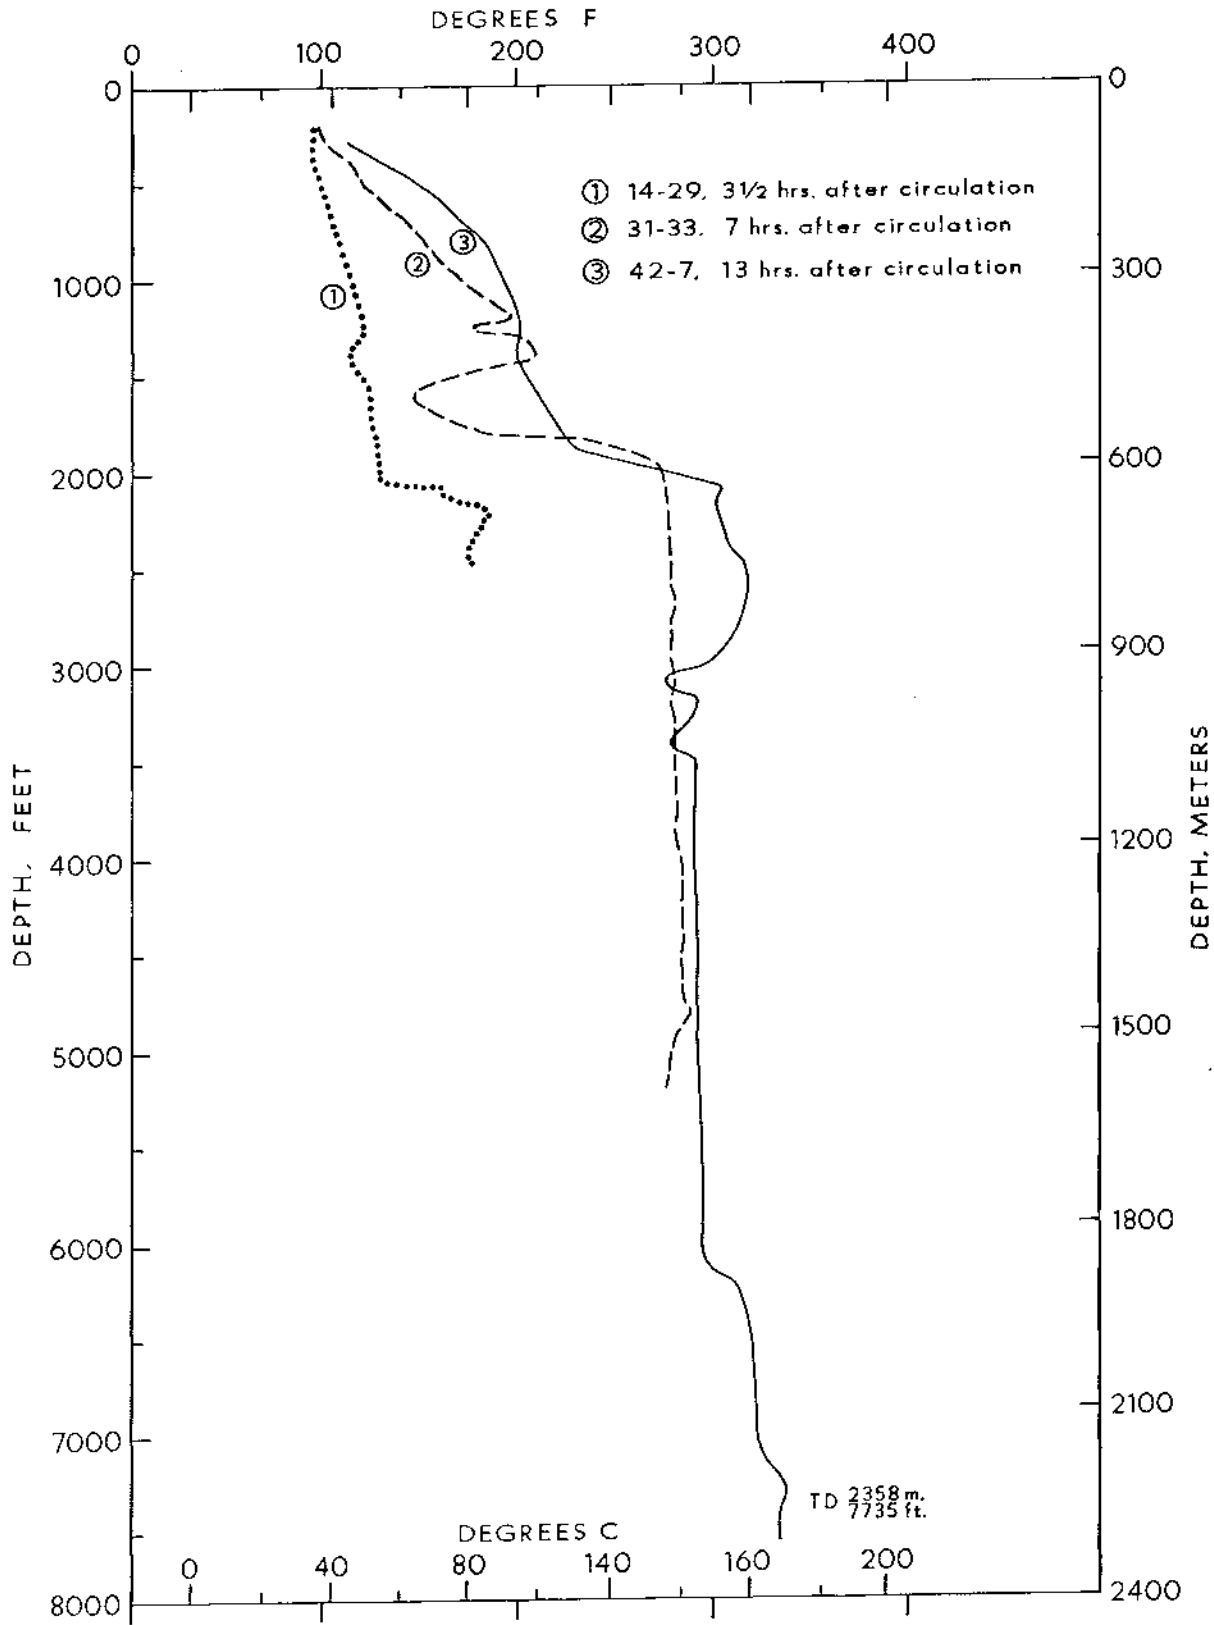 DEGREES F
0 100 200 300 400
0
0
① 14-29, 3½ hrs. after circulation
② 31-33, 7 hrs. after circulation
③ 42-7, 13 hrs. after circulation
③
②
①
1000
300
2000
600
3000
900
4000
1200
5000
1500
6000
1800
7000
2100
8000
2400
DEPTH, FEET
DEPTH, METERS
TD 2358 m.
7735 ft.
DEGREES C
0 40 80 140 160 200